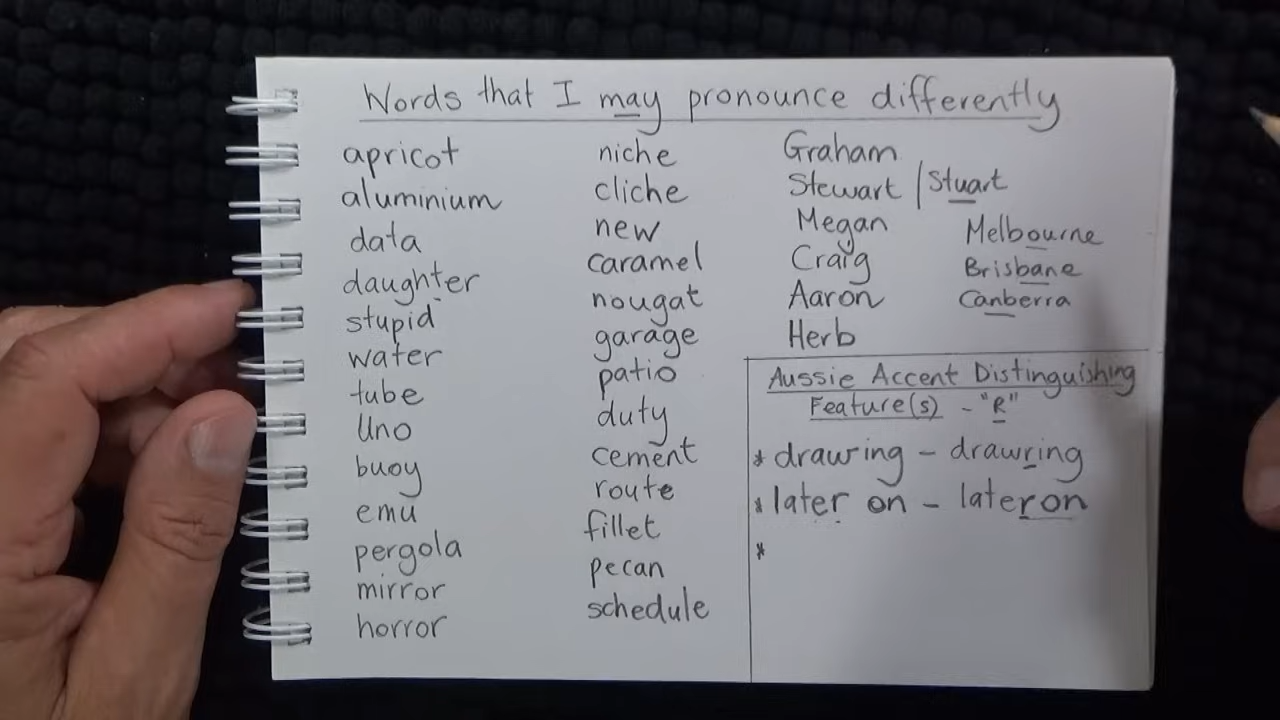 Words that I may pronounce differently
apricot
aluminium
data
daughter
stupid
water
tube
Uno
buoy
emu
pergola
mirror
horror
niche
cliche
new
caramel
nougat
garage
patio
duty
cement
route
fillet
pecan
schedule
Graham
Stewart / Stuart
Megan
Craig
Aaron
Herb
Melbourne
Brisbane
Canberra
Aussie Accent Distinguishing
Feature(s) - "R"
* drawing - drawring
* later on - lateron
*